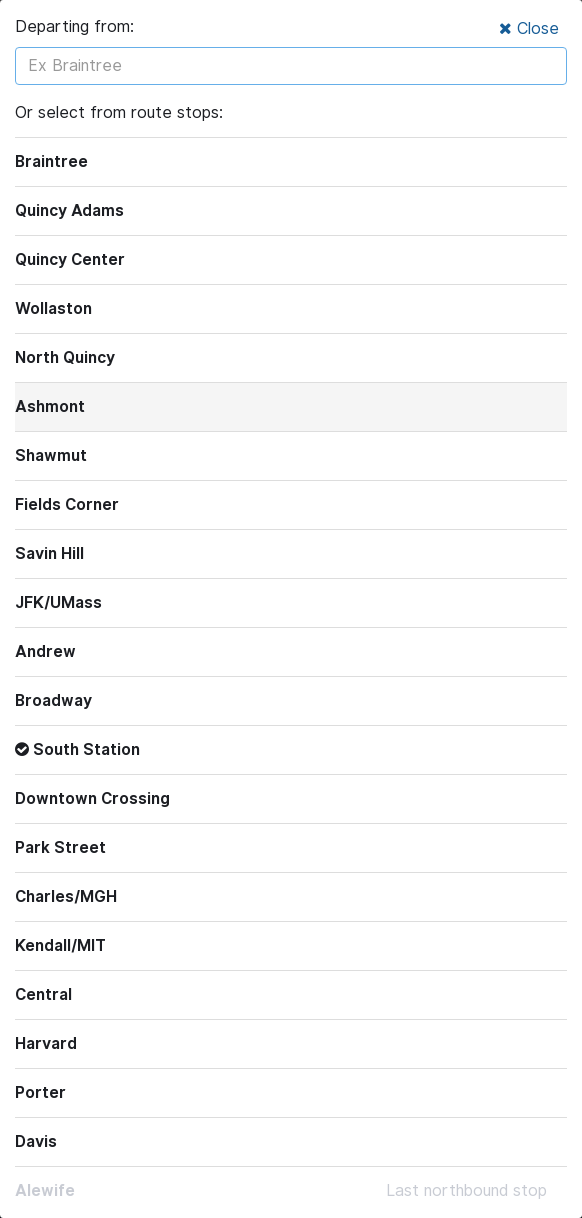 Departing from:
Close
Ex Braintree
Or select from route stops:
Braintree
Quincy Adams
Quincy Center
Wollaston
North Quincy
Ashmont
Shawmut
Fields Corner
Savin Hill
JFK/UMass
Andrew
Broadway
South Station
Downtown Crossing
Park Street
Charles/MGH
Kendall/MIT
Central
Harvard
Porter
Davis
Alewife Last northbound stop